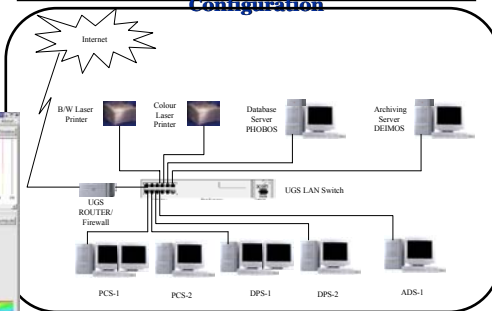 Configuration
Internet
B/W Laser
Printer
Colour
Laser
Printer
Database
Server
PHOBOS
Archiving
Server
DEIMOS
UGS LAN Switch
UGS
ROUTER/
Firewall
PCS-1
PCS-2
DPS-1
DPS-2
ADS-1